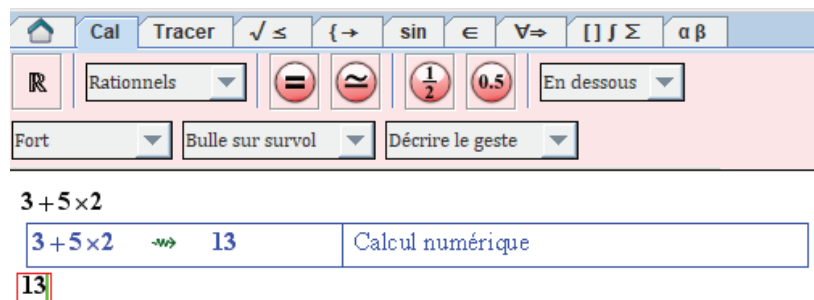 Cal Tracer √ ≤ { → sin ∈ ∀⇒ [ ] ∫ Σ α β
ℝ Rationnels = ≃ 1/2 0.5 En dessous
Fort Bulle sur survol Décrire le geste
3+5×2
3+5×2 ⇝ 13 Calcul numérique
13